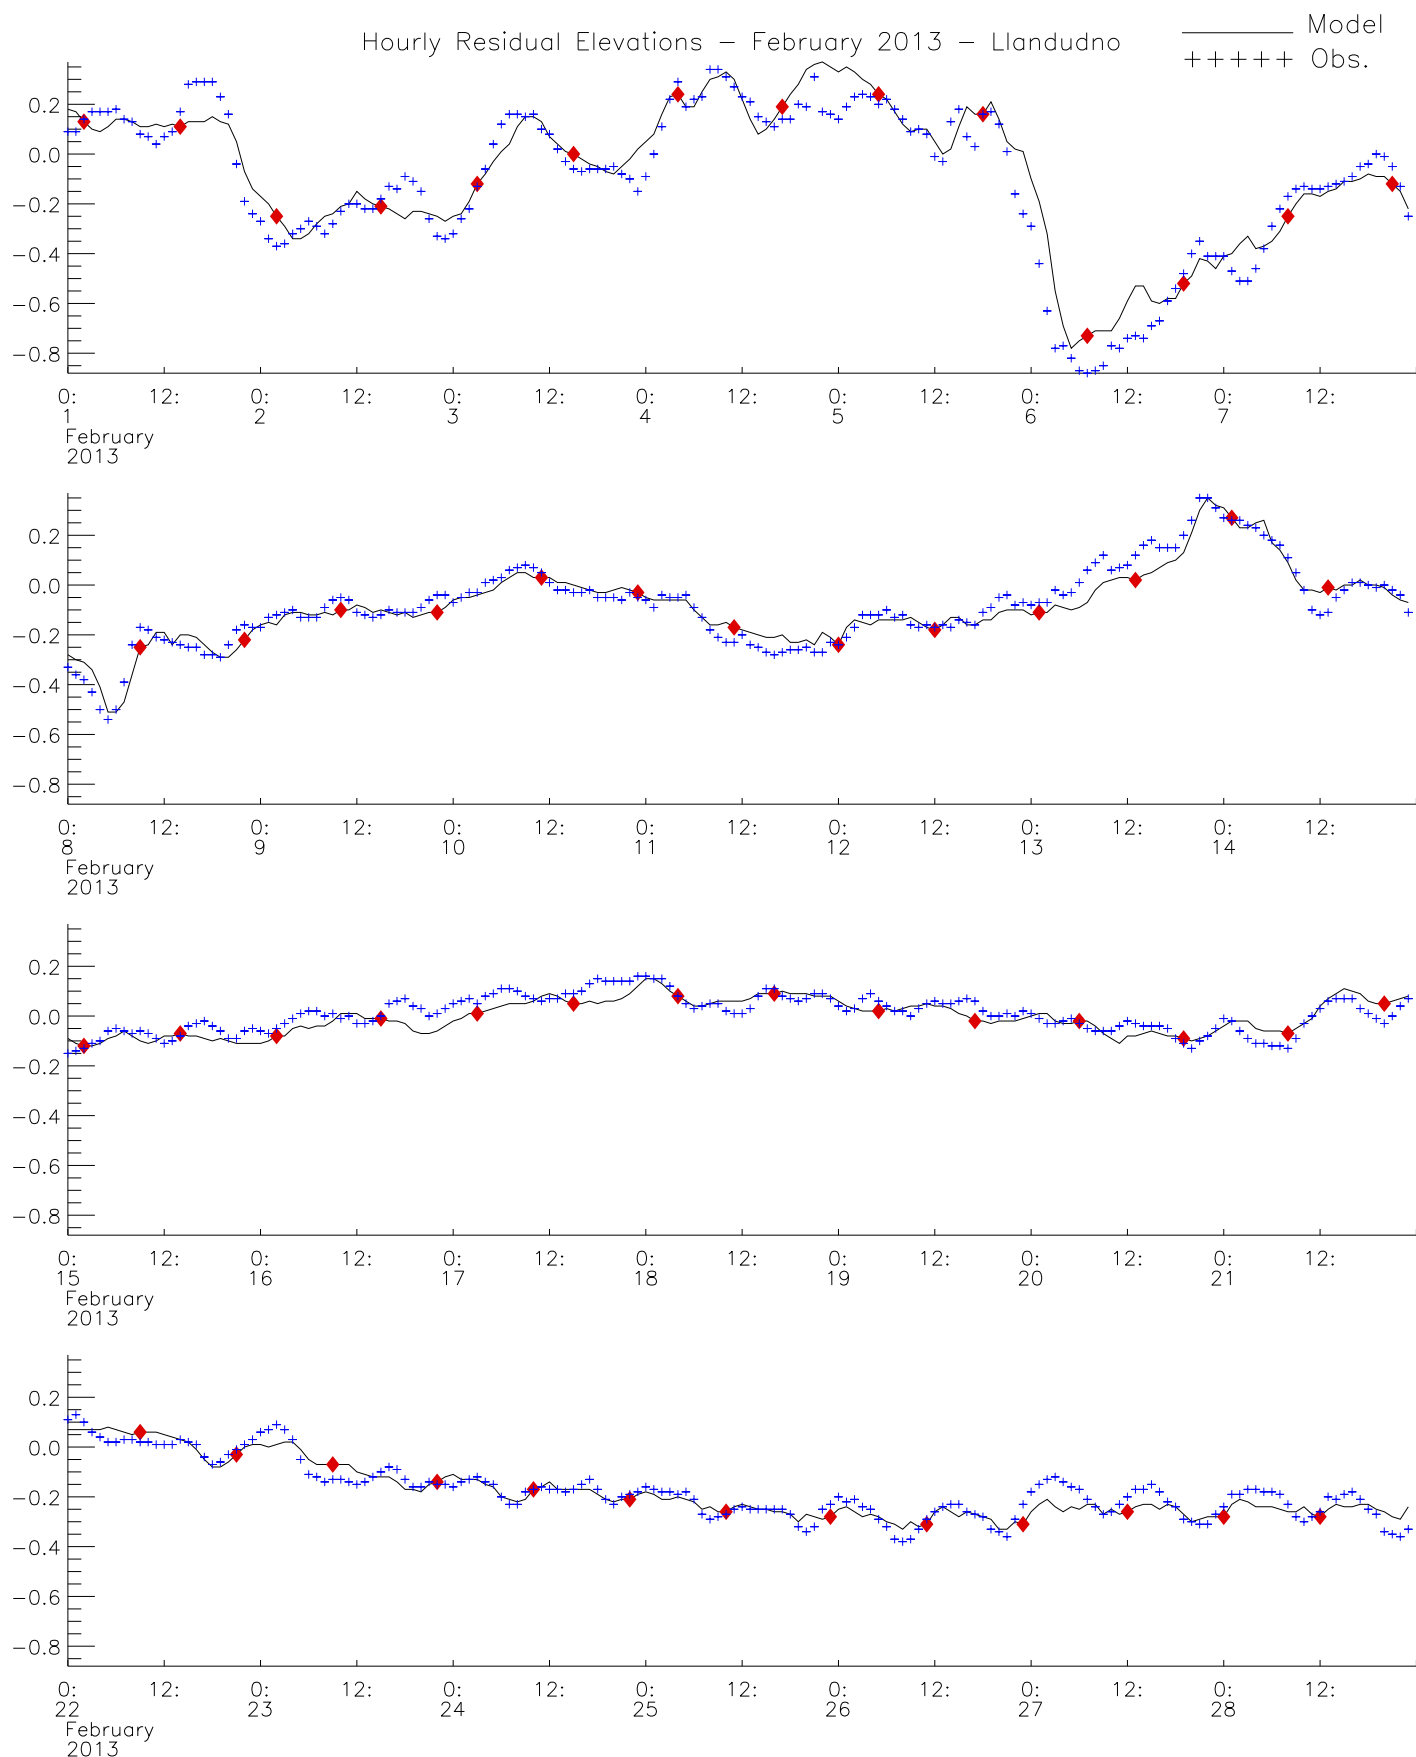 Hourly Residual Elevations – February 2013 – Llandudno
Model
+++++ Obs.
0.2
0.0
−0.2
−0.4
−0.6
−0.8
0: 12: 0: 12: 0: 12: 0: 12: 0: 12: 0: 12: 0: 12:
1 2 3 4 5 6 7
February
2013
0.2
0.0
−0.2
−0.4
−0.6
−0.8
0: 12: 0: 12: 0: 12: 0: 12: 0: 12: 0: 12: 0: 12:
8 9 10 11 12 13 14
February
2013
0.2
0.0
−0.2
−0.4
−0.6
−0.8
0: 12: 0: 12: 0: 12: 0: 12: 0: 12: 0: 12: 0: 12:
15 16 17 18 19 20 21
February
2013
0.2
0.0
−0.2
−0.4
−0.6
−0.8
0: 12: 0: 12: 0: 12: 0: 12: 0: 12: 0: 12: 0: 12:
22 23 24 25 26 27 28
February
2013